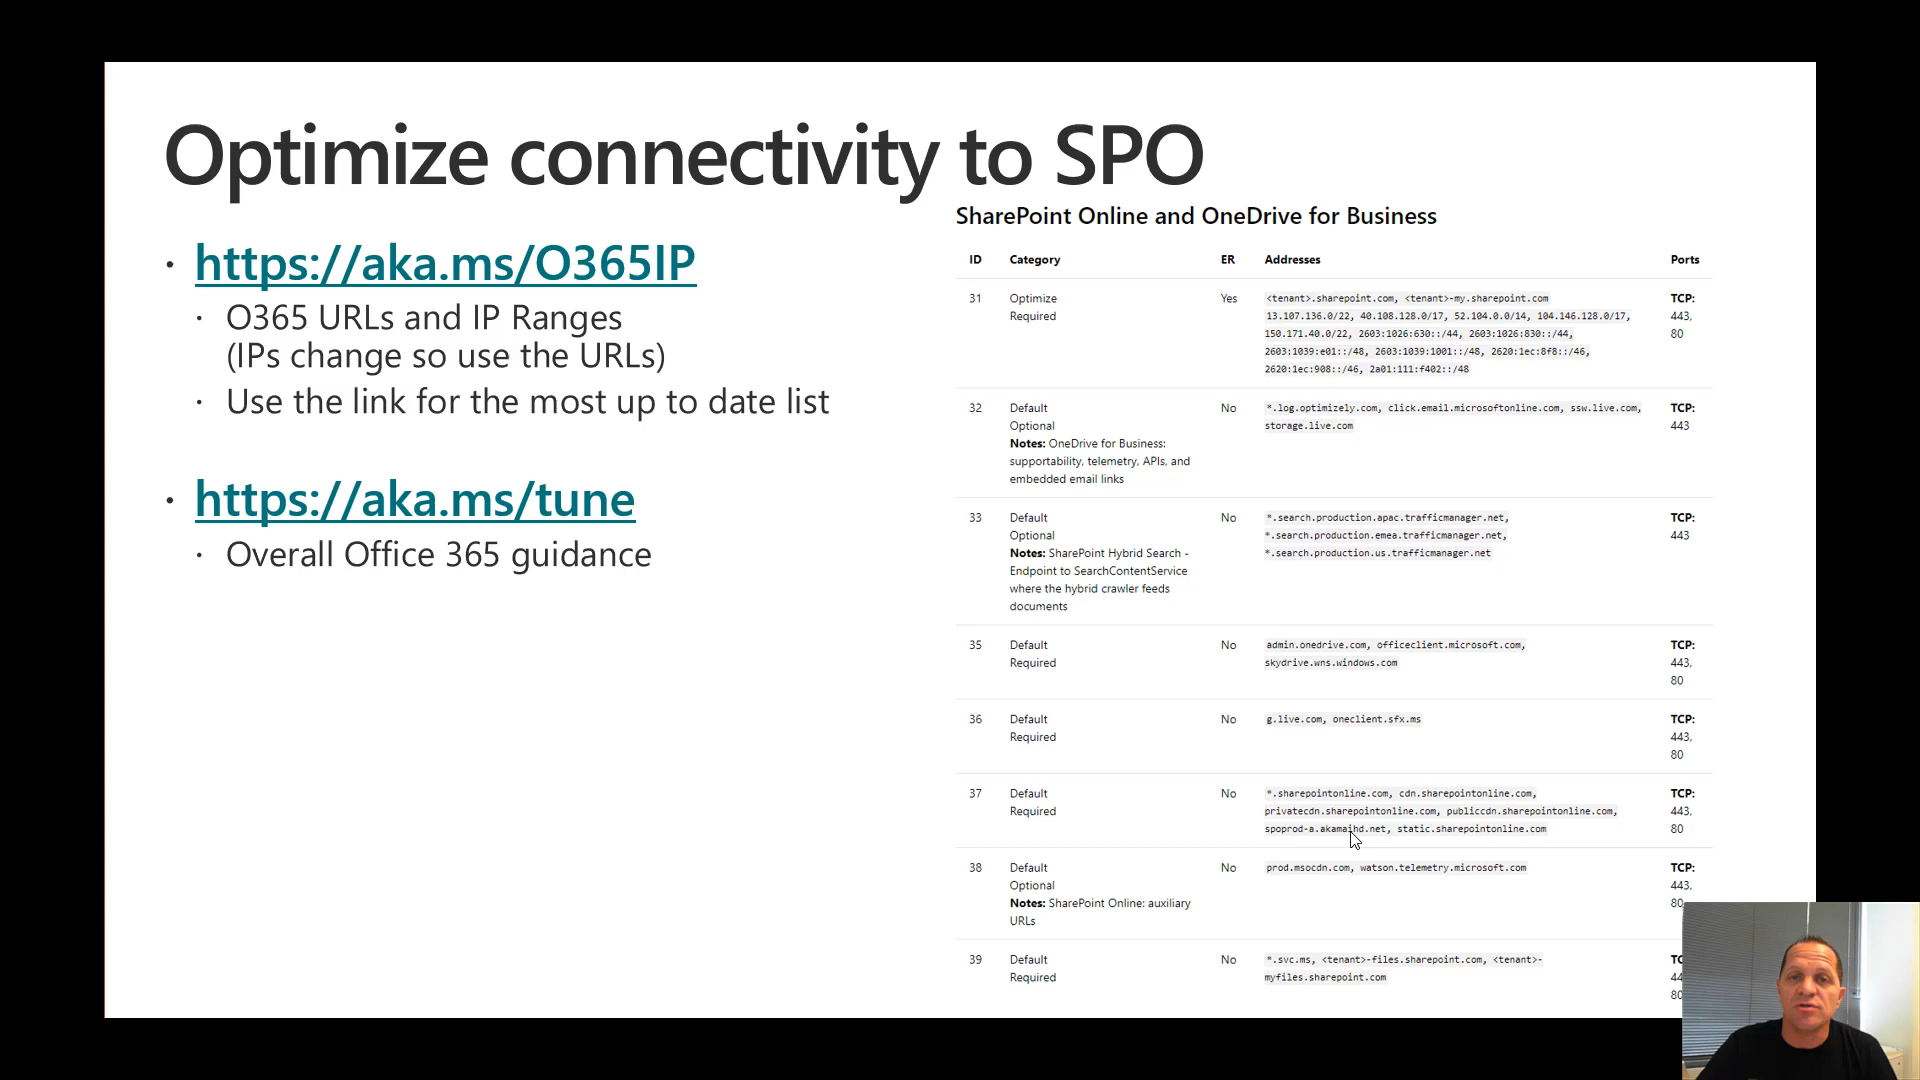 Optimize connectivity to SPO
· https://aka.ms/O365IP
· O365 URLs and IP Ranges
(IPs change so use the URLs)
· Use the link for the most up to date list
· https://aka.ms/tune
· Overall Office 365 guidance
SharePoint Online and OneDrive for Business
ID Category ER Addresses Ports
31 Optimize Yes <tenant>.sharepoint.com, <tenant>-my.sharepoint.com TCP:
Required 13.107.136.0/22, 40.108.128.0/17, 52.104.0.0/14, 104.146.128.0/17, 443,
150.171.40.0/22, 2603:1026:630::/44, 2603:1026:830::/44, 80
2603:1039:e01::/48, 2603:1039:1001::/48, 2620:1ec:8f8::/46,
2620:1ec:908::/46, 2a01:111:f402::/48
32 Default No *.log.optimizely.com, click.email.microsoftonline.com, ssw.live.com, TCP:
Optional storage.live.com 443
Notes: OneDrive for Business:
supportability, telemetry, APIs, and
embedded email links
33 Default No *.search.production.apac.trafficmanager.net, TCP:
Optional *.search.production.emea.trafficmanager.net, 443
Notes: SharePoint Hybrid Search - *.search.production.us.trafficmanager.net
Endpoint to SearchContentService
where the hybrid crawler feeds
documents
35 Default No admin.onedrive.com, officeclient.microsoft.com, TCP:
Required skydrive.wns.windows.com 443,
80
36 Default No g.live.com, oneclient.sfx.ms TCP:
Required 443,
80
37 Default No *.sharepointonline.com, cdn.sharepointonline.com, TCP:
Required privatecdn.sharepointonline.com, publiccdn.sharepointonline.com, 443,
spoprod-a.akamaihd.net, static.sharepointonline.com 80
38 Default No prod.msocdn.com, watson.telemetry.microsoft.com TCP:
Optional 443,
Notes: SharePoint Online: auxiliary 80
URLs
39 Default No *.svc.ms, <tenant>-files.sharepoint.com, <tenant>-
Required myfiles.sharepoint.com